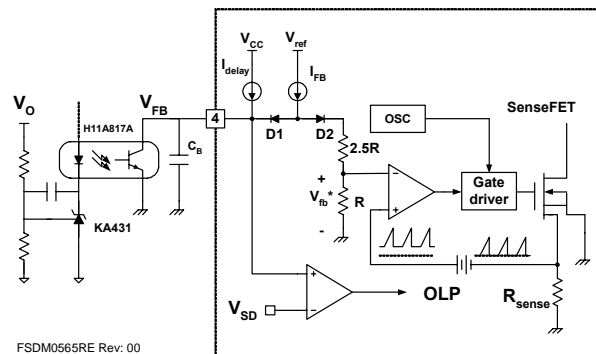 V_CC
V_ref
I_delay
I_FB
V_O
V_FB
4
SenseFET
H11A817A
OSC
D1
D2
2.5R
C_B
+
-
V_fb*
R
-
+
Gate
driver
KA431
V_SD
+
-
OLP
R_sense
FSDM0565RE Rev: 00